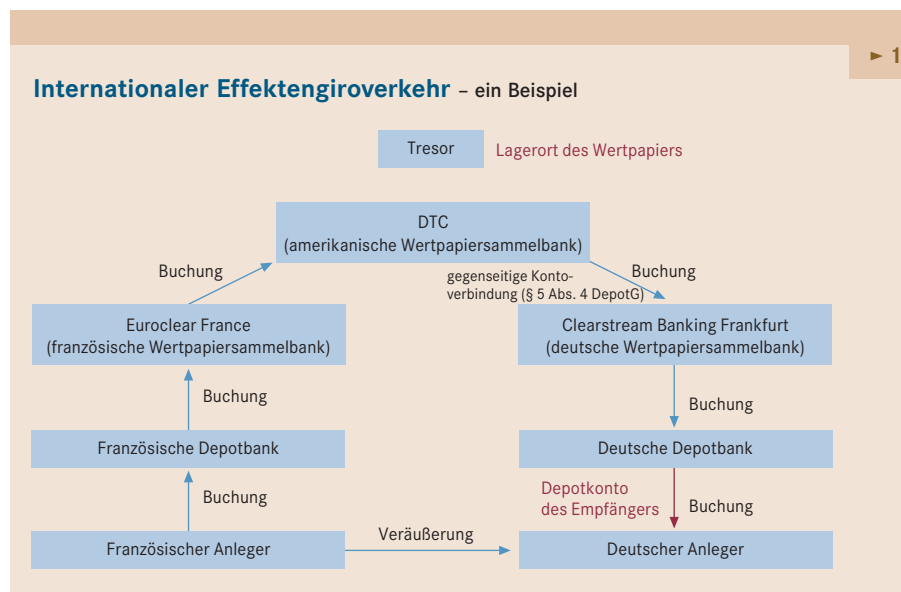 ► 1
Internationaler Effektengiroverkehr – ein Beispiel
Tresor
Lagerort des Wertpapiers
DTC
(amerikanische Wertpapiersammelbank)
Buchung
gegenseitige Konto-
verbindung (§ 5 Abs. 4 DepotG)
Buchung
Euroclear France
(französische Wertpapiersammelbank)
Clearstream Banking Frankfurt
(deutsche Wertpapiersammelbank)
Buchung
Buchung
Französische Depotbank
Deutsche Depotbank
Buchung
Depotkonto
des Empfängers
Buchung
Französischer Anleger
Veräußerung
Deutscher Anleger